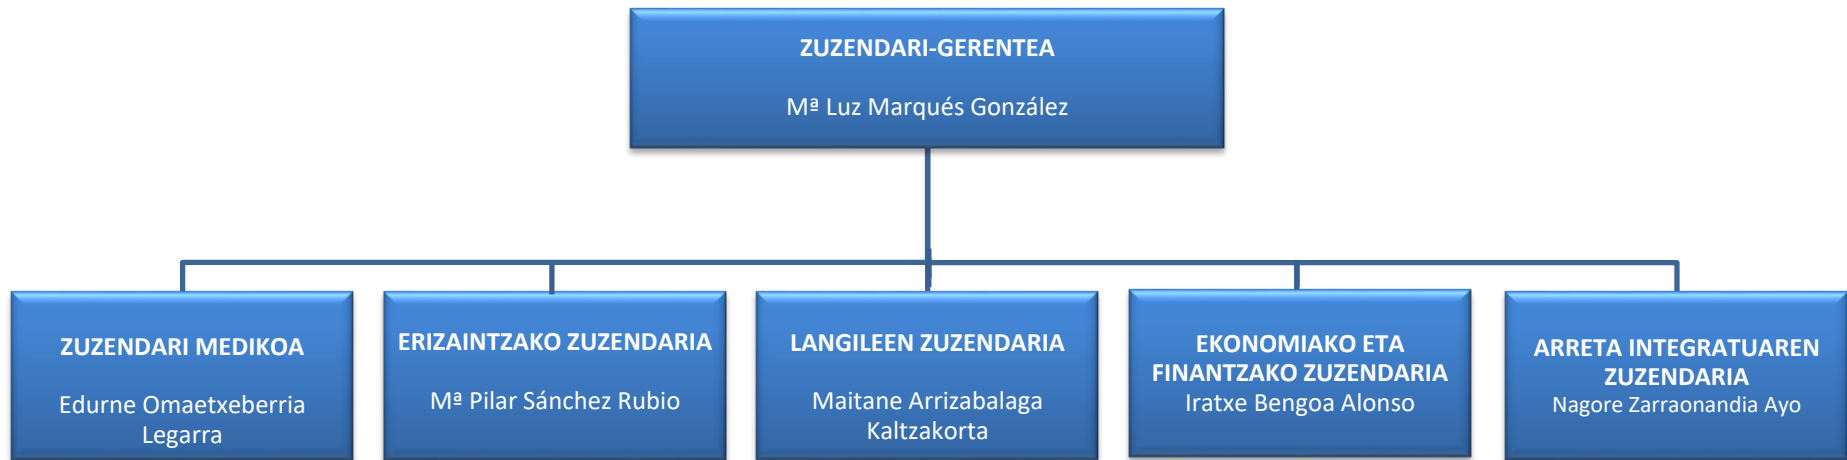 ZUZENDARI-GERENTEA
Mª Luz Marqués González
ZUZENDARI MEDIKOA
Edurne Omaetxeberria
Legarra
ERIZAINTZAKO ZUZENDARIA
Mª Pilar Sánchez Rubio
LANGILEEN ZUZENDARIA
Maitane Arrizabalaga
Kaltzakorta
EKONOMIAKO ETA
FINANTZAKO ZUZENDARIA
Iratxe Bengoa Alonso
ARRETA INTEGRATUAREN
ZUZENDARIA
Nagore Zarraonandia Ayo